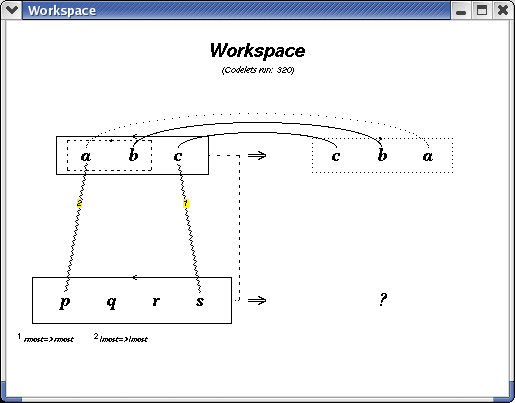 Workspace
Workspace
(Codelets run: 320)
a b c ⇒ c b a
2 1
p q r s ⇒ ?
1 rmost=>rmost 2 lmost=>lmost